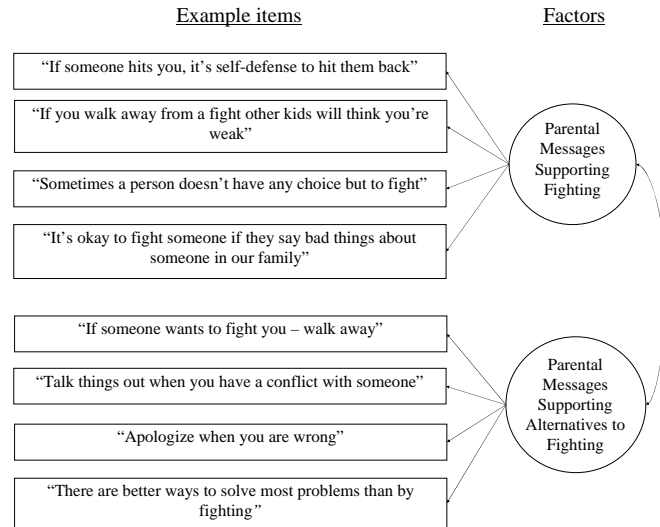 Example items
Factors
“If someone hits you, it’s self-defense to hit them back”
“If you walk away from a fight other kids will think you’re
weak”
“Sometimes a person doesn’t have any choice but to fight”
“It’s okay to fight someone if they say bad things about
someone in our family”
Parental
Messages
Supporting
Fighting
“If someone wants to fight you – walk away”
“Talk things out when you have a conflict with someone”
“Apologize when you are wrong”
“There are better ways to solve most problems than by
fighting”
Parental
Messages
Supporting
Alternatives to
Fighting